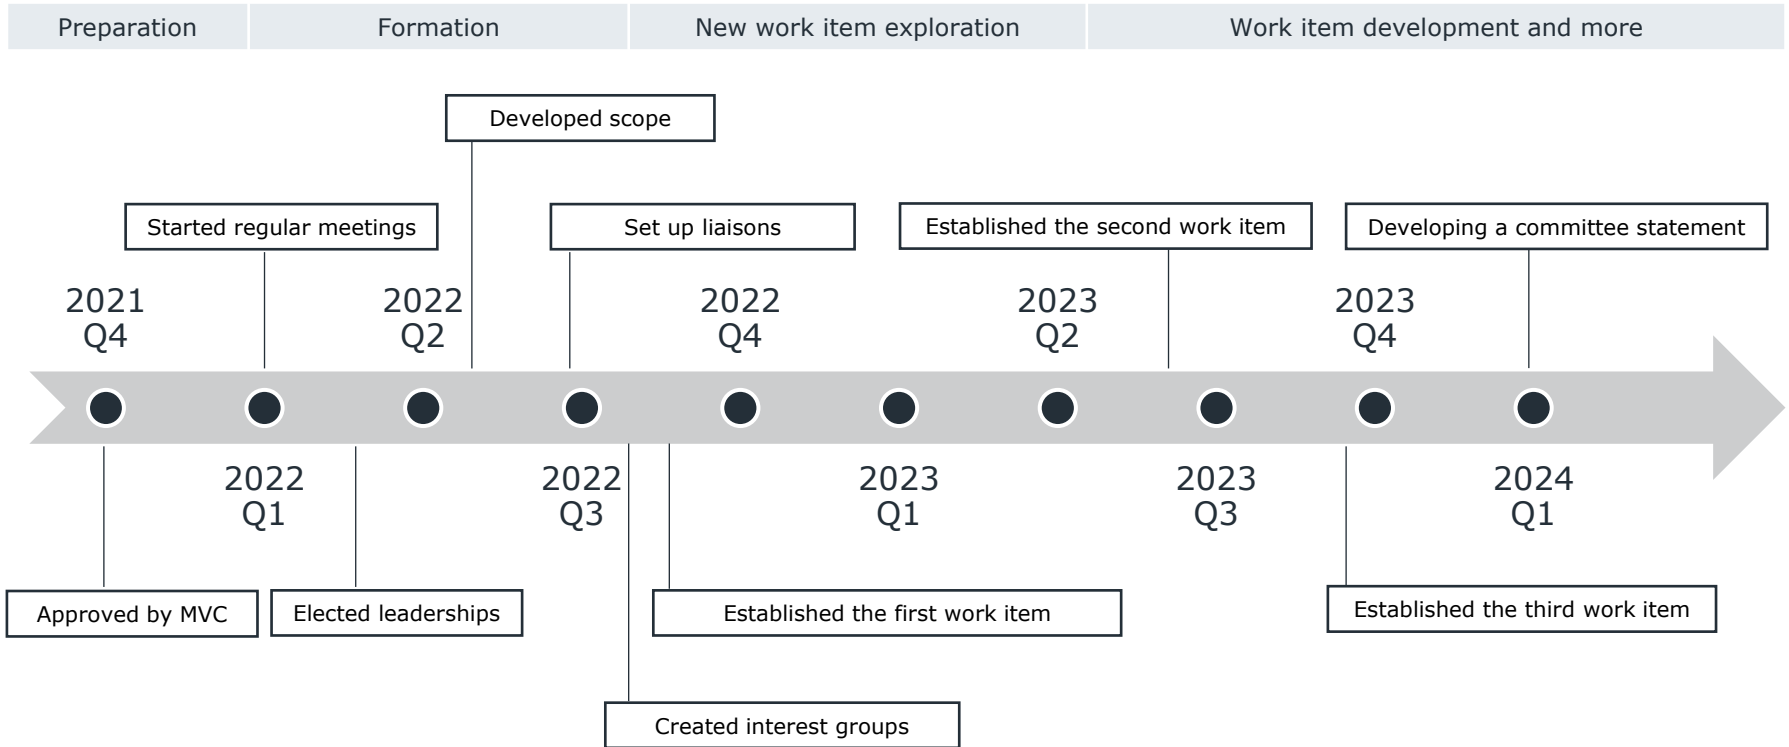 Preparation
Formation
New work item exploration
Work item development and more
Developed scope
Started regular meetings
Set up liaisons
Established the second work item
Developing a committee statement
2021
Q4
2022
Q2
2022
Q4
2023
Q2
2023
Q4
2022
Q1
2022
Q3
2023
Q1
2023
Q3
2024
Q1
Approved by MVC
Elected leaderships
Established the first work item
Established the third work item
Created interest groups